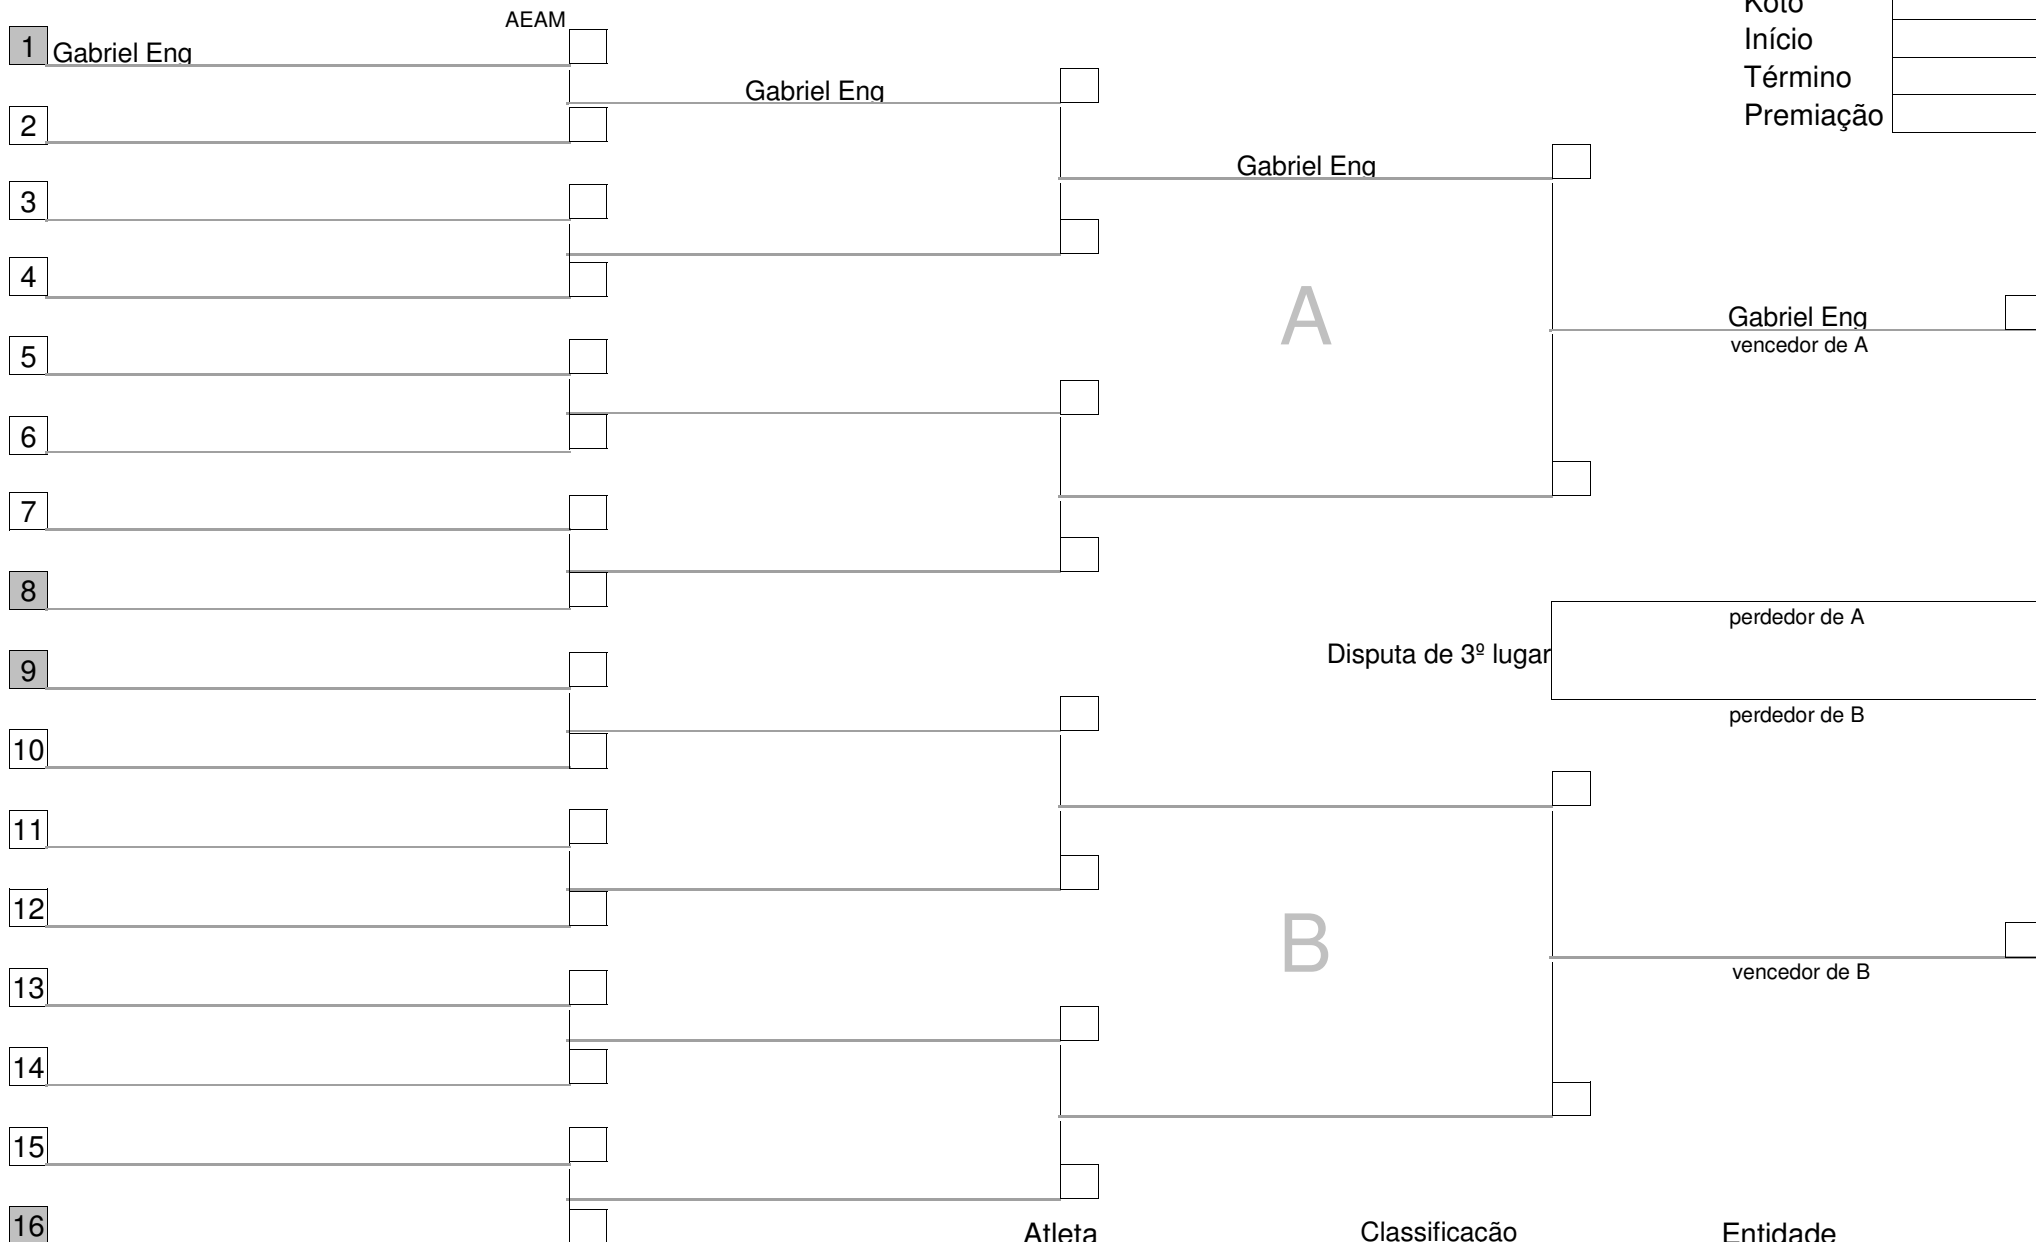 AEAM
Koto
1 Gabriel Eng
Início
Gabriel Eng
Término
2
Premiação
Gabriel Eng
3
4
A
Gabriel Eng
5
vencedor de A
6
7
8
perdedor de A
Disputa de 3º lugar
9
perdedor de B
10
11
12
B
13
vencedor de B
14
15
16
Atleta Classificação Entidade